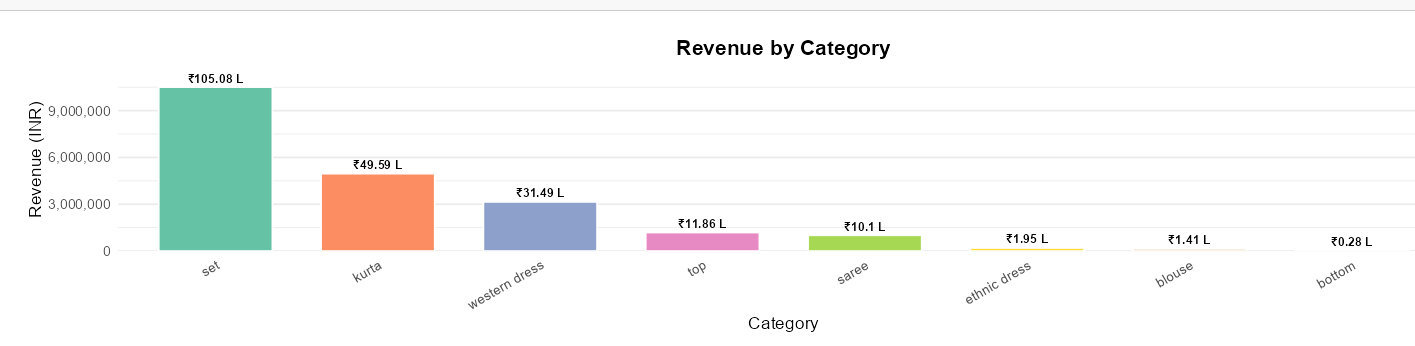 Revenue by Category
Revenue (INR)
9,000,000
6,000,000
3,000,000
0
₹105.08 L
₹49.59 L
₹31.49 L
₹11.86 L
₹10.1 L
₹1.95 L
₹1.41 L
₹0.28 L
set
kurta
western dress
top
saree
ethnic dress
blouse
bottom
Category